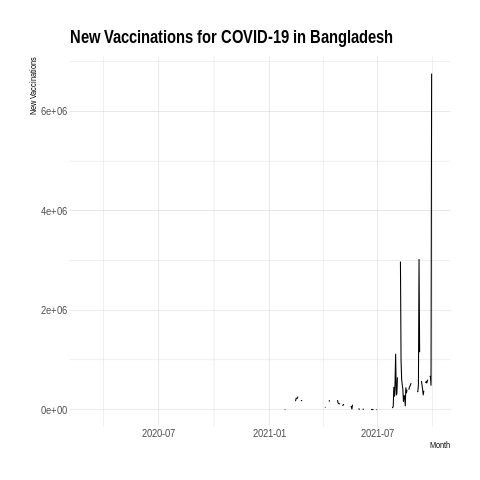 New Vaccinations for COVID-19 in Bangladesh
New Vaccinations
6e+06
4e+06
2e+06
0e+00
2020-07
2021-01
2021-07
Month